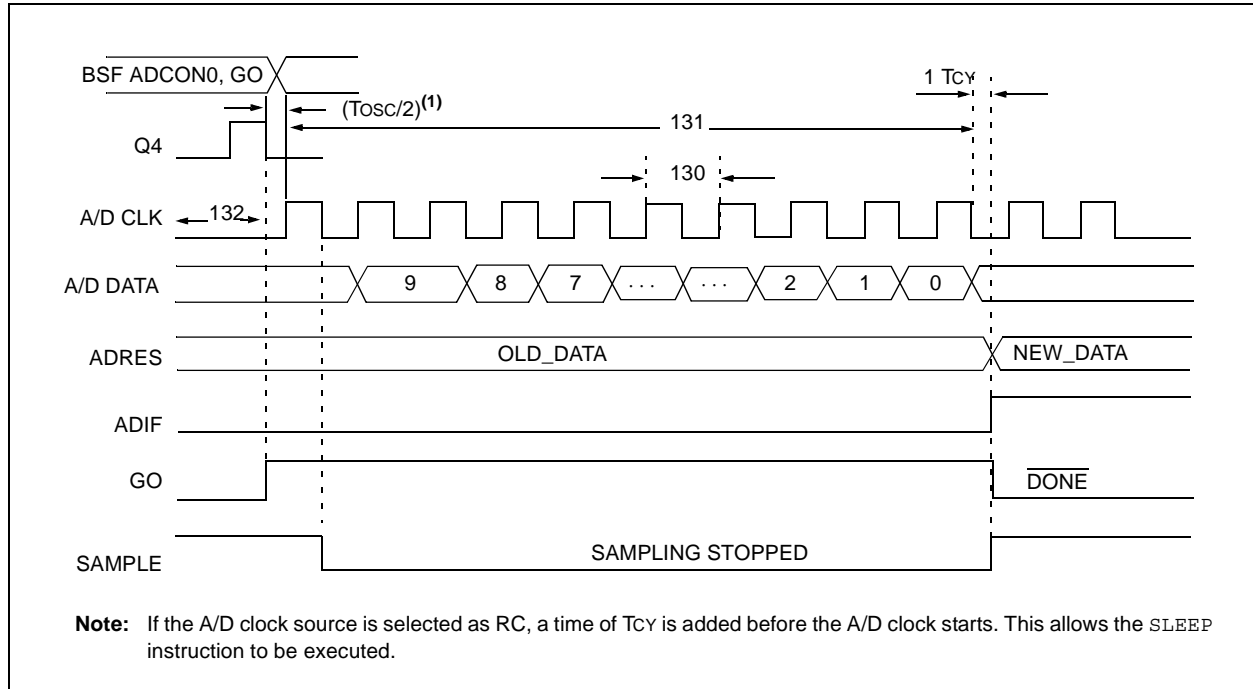 BSF ADCON0, GO
1 TCY
(TOSC/2)(1)
131
Q4
130
A/D CLK
132
A/D DATA
9 8 7 . . . . . . 2 1 0
ADRES
OLD_DATA
NEW_DATA
ADIF
GO
DONE
SAMPLE
SAMPLING STOPPED
Note: If the A/D clock source is selected as RC, a time of TCY is added before the A/D clock starts. This allows the SLEEP
instruction to be executed.